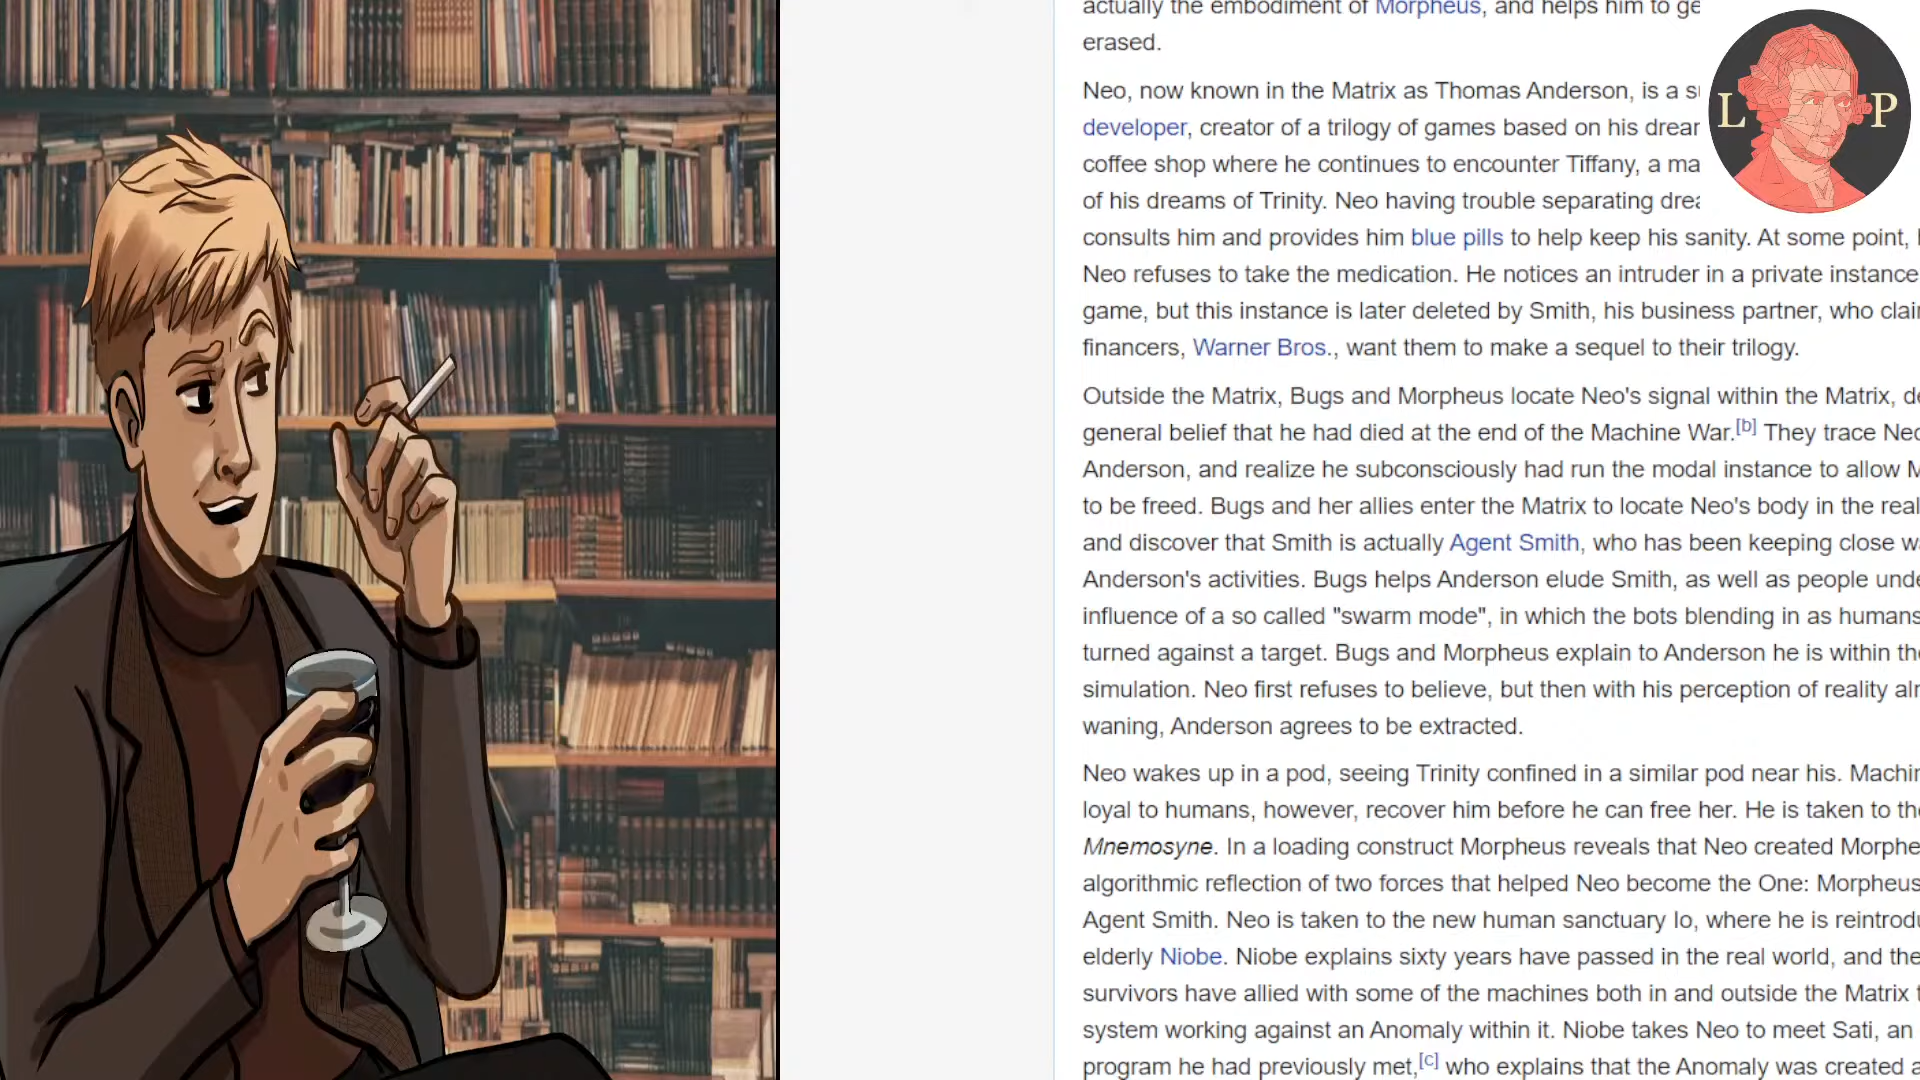 actually the embodiment of Morpheus, and helps him to ge
erased.
Neo, now known in the Matrix as Thomas Anderson, is a
developer, creator of a trilogy of games based on his
coffee shop where he continues to encounter Tiffany, a
of his dreams of Trinity. Neo having trouble separating
consults him and provides him blue pills to help keep his sanity. At some point,
Neo refuses to take the medication. He notices an intruder in a private instance
game, but this instance is later deleted by Smith, his business partner, who
financers, Warner Bros., want them to make a sequel to their trilogy.
Outside the Matrix, Bugs and Morpheus locate Neo's signal within the Matrix,
general belief that he had died at the end of the Machine War.[b] They trace
Anderson, and realize he subconsciously had run the modal instance to allow
to be freed. Bugs and her allies enter the Matrix to locate Neo's body in the real
and discover that Smith is actually Agent Smith, who has been keeping close
Anderson's activities. Bugs helps Anderson elude Smith, as well as people
influence of a so called "swarm mode", in which the bots blending in as humans
turned against a target. Bugs and Morpheus explain to Anderson he is within
simulation. Neo first refuses to believe, but then with his perception of reality
waning, Anderson agrees to be extracted.
Neo wakes up in a pod, seeing Trinity confined in a similar pod near his.
loyal to humans, however, recover him before he can free her. He is taken to
Mnemosyne. In a loading construct Morpheus reveals that Neo created
algorithmic reflection of two forces that helped Neo become the One: Morpheus
Agent Smith. Neo is taken to the new human sanctuary Io, where he is
elderly Niobe. Niobe explains sixty years have passed in the real world, and
survivors have allied with some of the machines both in and outside the Matrix
system working against an Anomaly within it. Niobe takes Neo to meet Sati, an
program he had previously met,[c] who explains that the Anomaly was created
L P